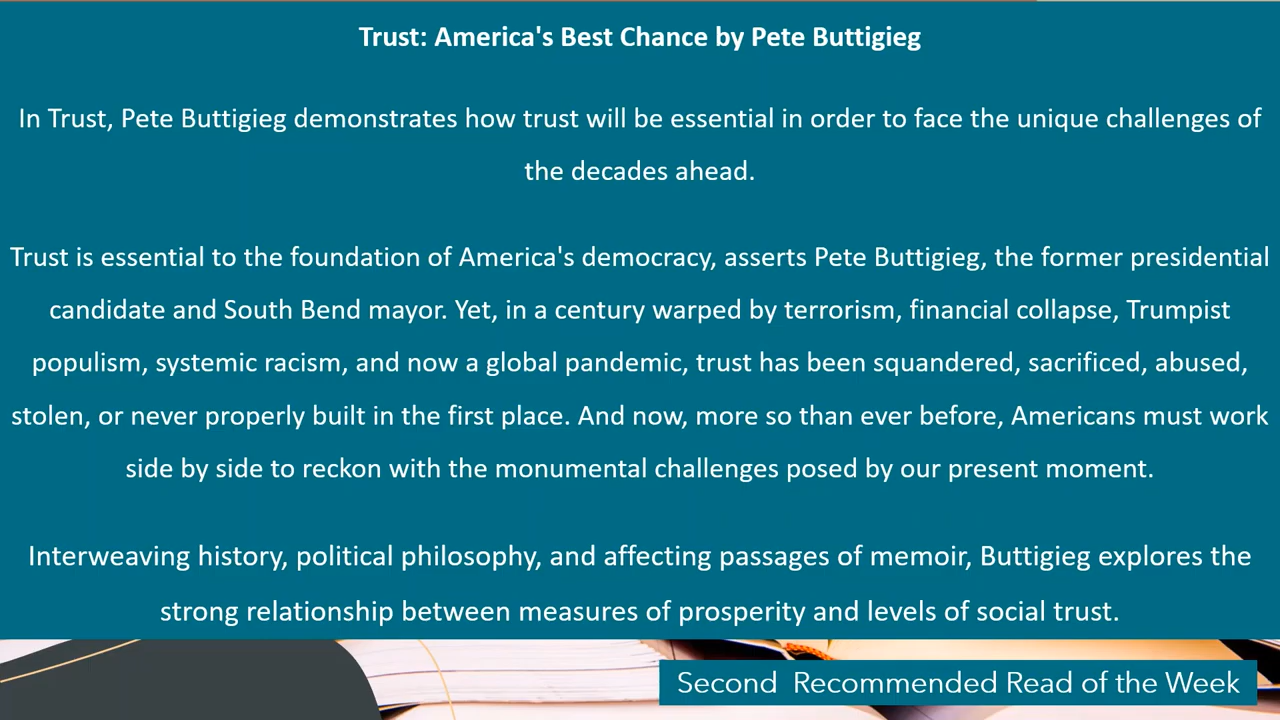 Trust: America's Best Chance by Pete Buttigieg
In Trust, Pete Buttigieg demonstrates how trust will be essential in order to face the unique challenges of
the decades ahead.
Trust is essential to the foundation of America's democracy, asserts Pete Buttigieg, the former presidential
candidate and South Bend mayor. Yet, in a century warped by terrorism, financial collapse, Trumpist
populism, systemic racism, and now a global pandemic, trust has been squandered, sacrificed, abused,
stolen, or never properly built in the first place. And now, more so than ever before, Americans must work
side by side to reckon with the monumental challenges posed by our present moment.
Interweaving history, political philosophy, and affecting passages of memoir, Buttigieg explores the
strong relationship between measures of prosperity and levels of social trust.
Second Recommended Read of the Week